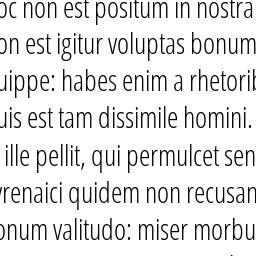 oc non est positum in nostra
on est igitur voluptas bonum
uippe: habes enim a rhetorib
uis est tam dissimile homini.
ille pellit, qui permulcet sen
yrenaici quidem non recusan
onum valitudo: miser morbu